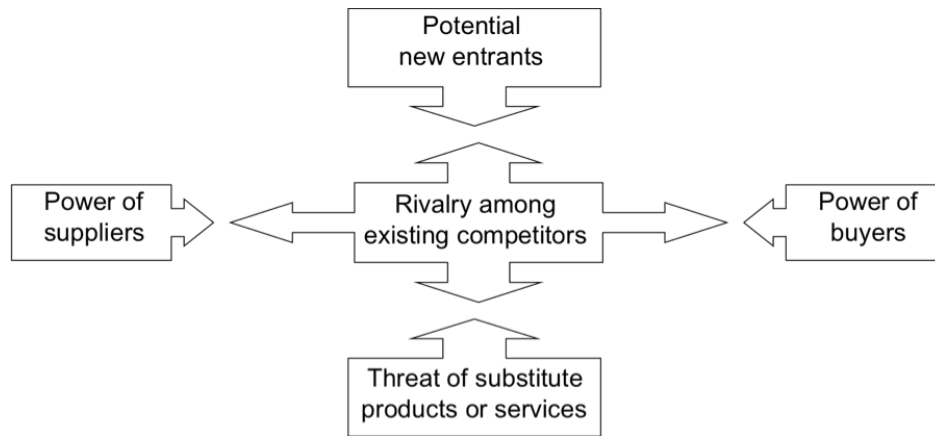 Potential
new entrants
Power of
suppliers
Rivalry among
existing competitors
Power of
buyers
Threat of substitute
products or services